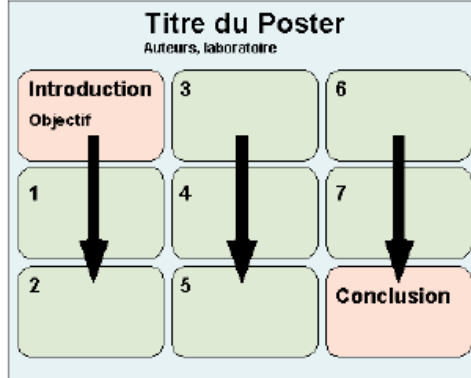 Titre du Poster
Auteurs, laboratoire
Introduction
Objectif
1
2
3
4
5
6
7
Conclusion